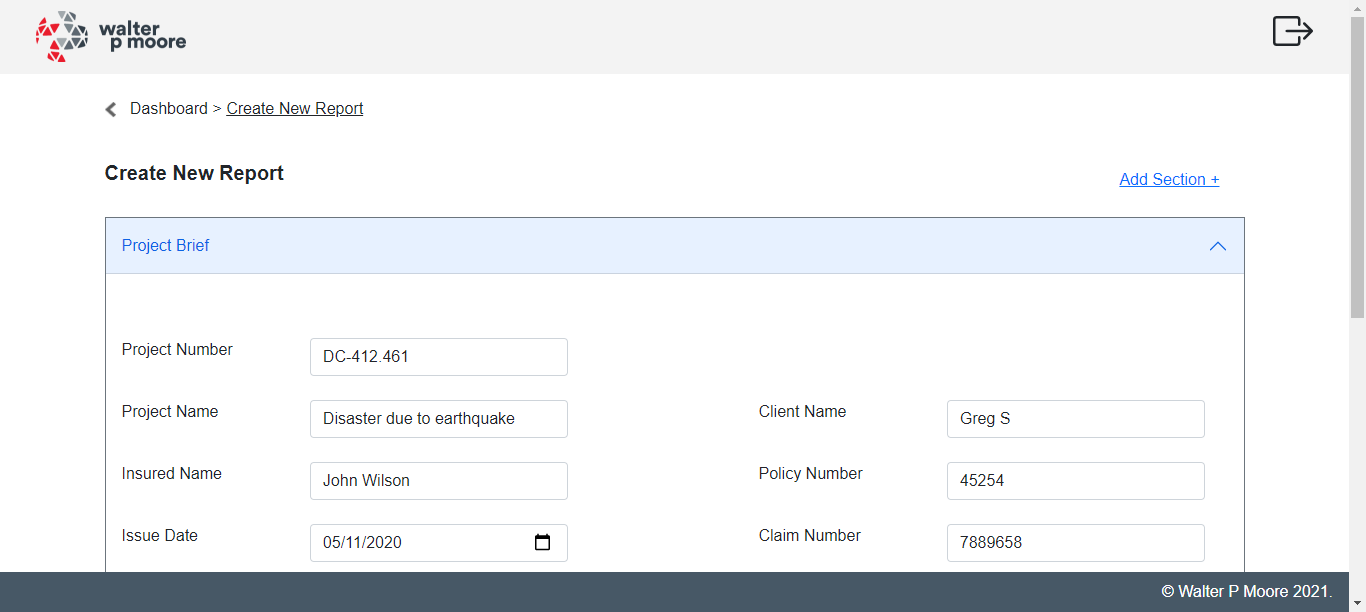 walter
p moore
Dashboard > Create New Report
Create New Report
Add Section +
Project Brief
Project Number DC-412.461
Project Name Disaster due to earthquake Client Name Greg S
Insured Name John Wilson Policy Number 45254
Issue Date 05/11/2020 Claim Number 7889658
© Walter P Moore 2021.